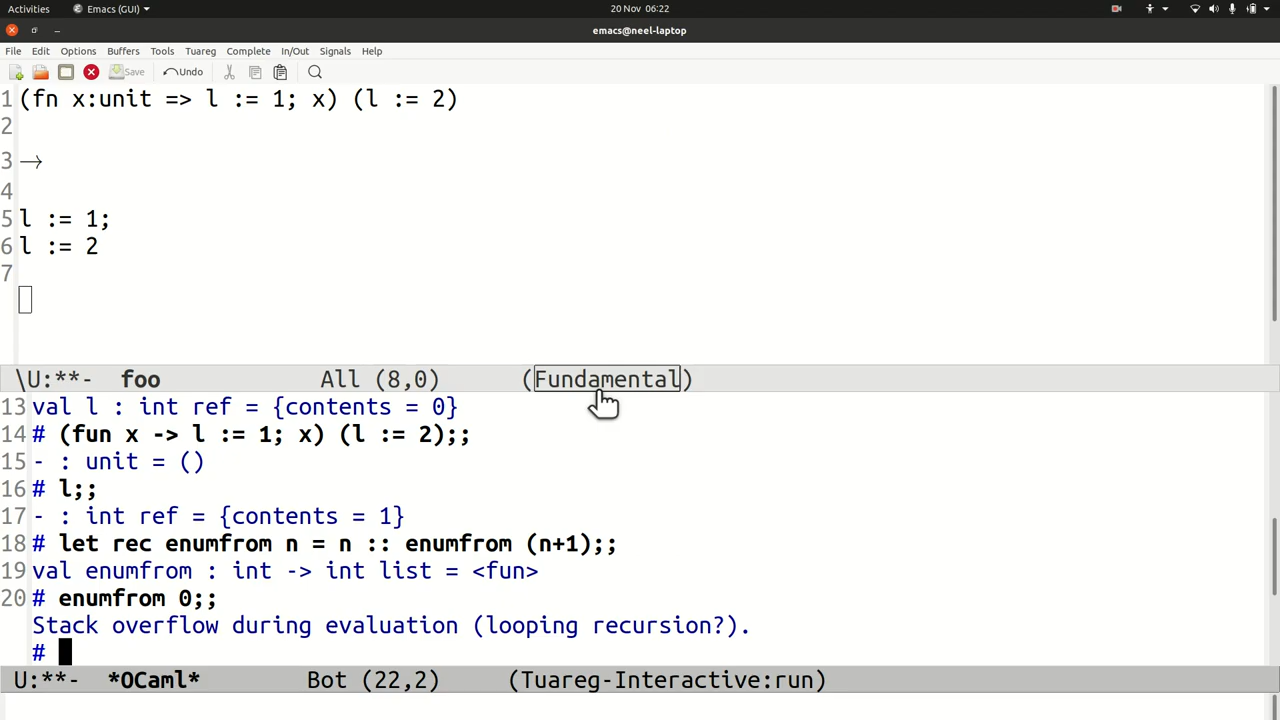 Activities Emacs (GUI) 20 Nov 06:22
emacs@neel-laptop
File Edit Options Buffers Tools Tuareg Complete In/Out Signals Help
Save Undo
1 (fn x:unit => l := 1; x) (l := 2)
2
3 →
4
5 l := 1;
6 l := 2
7
\U:**- foo All (8,0) (Fundamental)
13 val l : int ref = {contents = 0}
14 # (fun x -> l := 1; x) (l := 2);;
15 - : unit = ()
16 # l;;
17 - : int ref = {contents = 1}
18 # let rec enumfrom n = n :: enumfrom (n+1);;
19 val enumfrom : int -> int list = <fun>
20 # enumfrom 0;;
Stack overflow during evaluation (looping recursion?).
#
U:**- *OCaml* Bot (22,2) (Tuareg-Interactive:run)